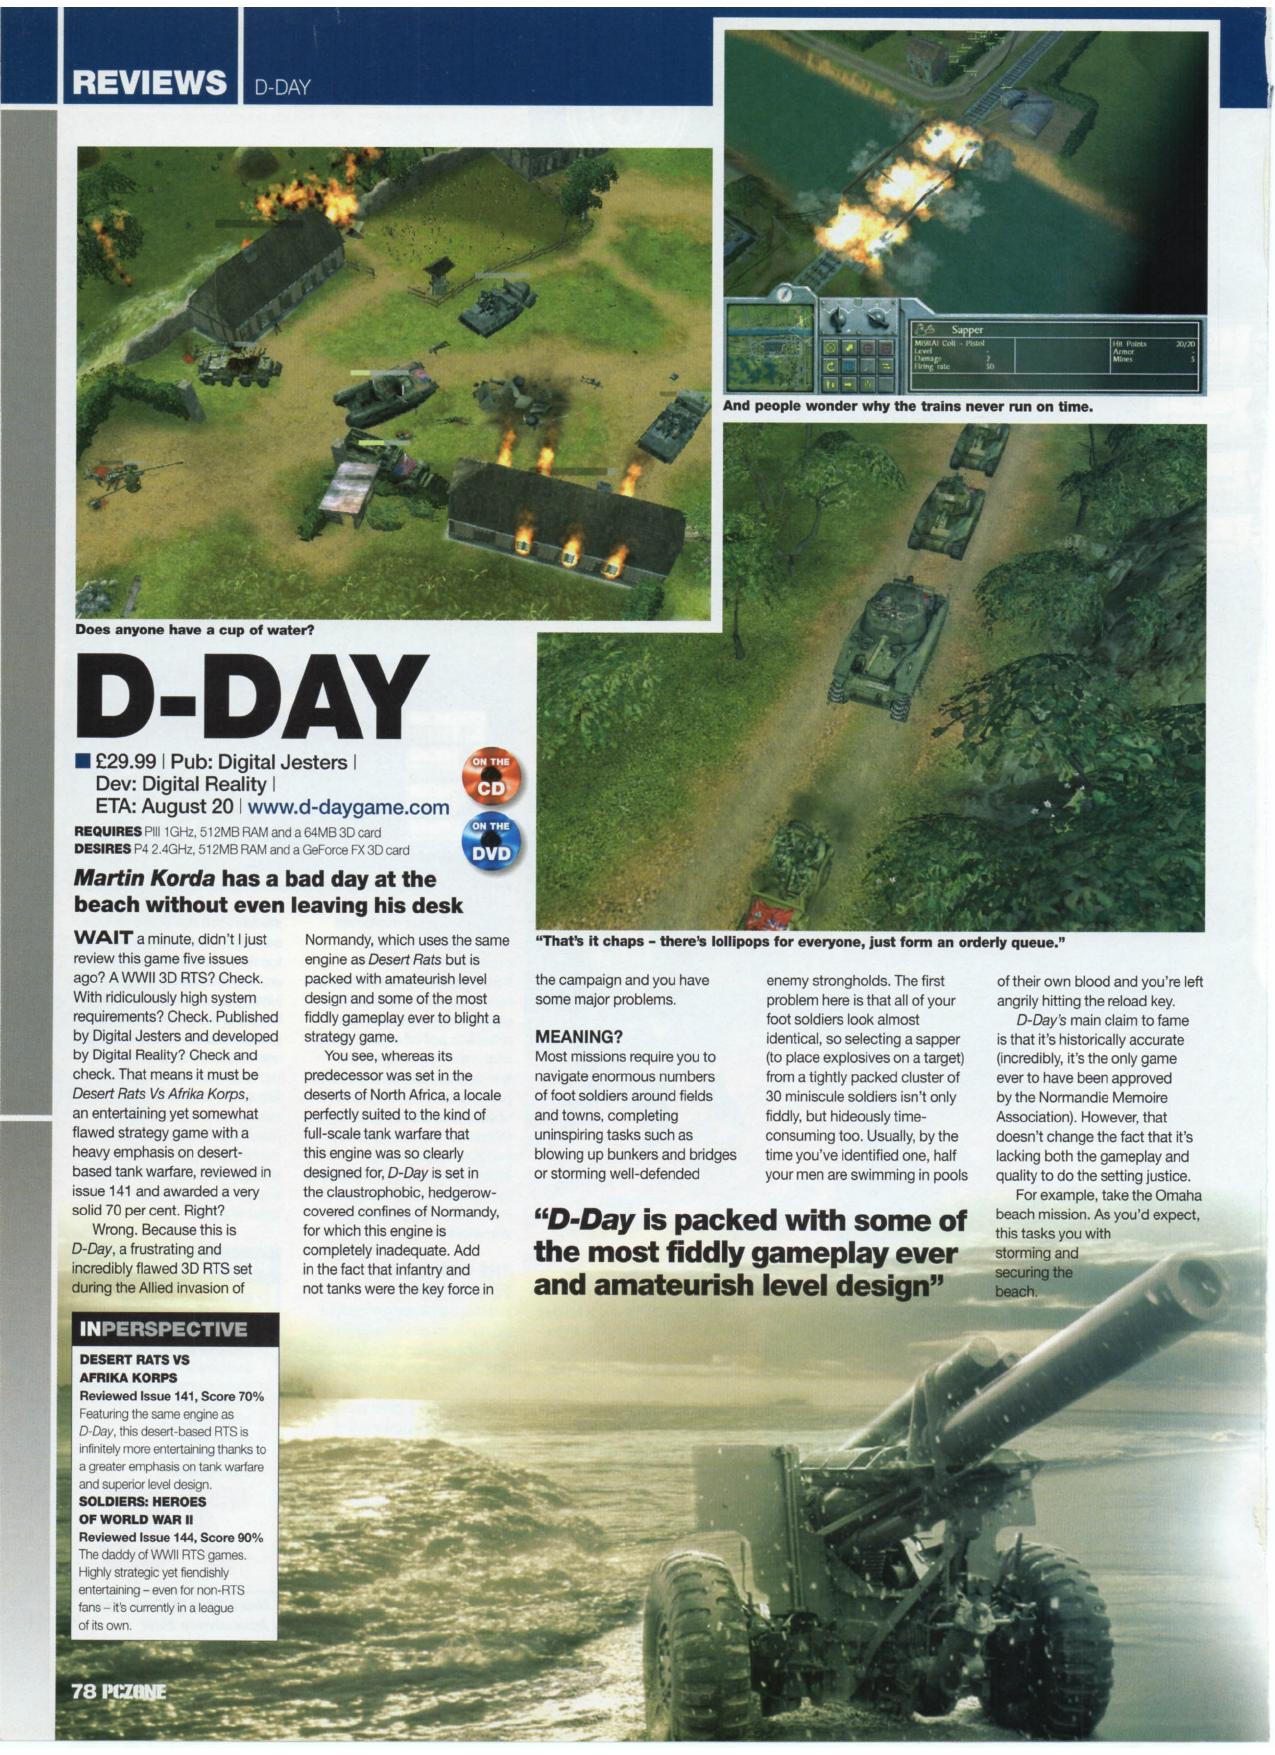 REVIEWS
D-DAY
Sapper
M1911A1 Colt - Pistol
Level -
Damage 2
Firing rate 50
Hit Points 20/20
Armor -
Mines 5
And people wonder why the trains never run on time.
Does anyone have a cup of water?
"That's it chaps – there's lollipops for everyone, just form an orderly queue."
D-DAY
£29.99 | Pub: Digital Jesters |
Dev: Digital Reality |
ETA: August 20 | www.d-daygame.com
ON THE
CD
ON THE
DVD
REQUIRES PIII 1GHz, 512MB RAM and a 64MB 3D card
DESIRES P4 2.4GHz, 512MB RAM and a GeForce FX 3D card
Martin Korda has a bad day at the
beach without even leaving his desk
WAIT a minute, didn't I just
review this game five issues
ago? A WWII 3D RTS? Check.
With ridiculously high system
requirements? Check. Published
by Digital Jesters and developed
by Digital Reality? Check and
check. That means it must be
Desert Rats Vs Afrika Korps,
an entertaining yet somewhat
flawed strategy game with a
heavy emphasis on desert-
based tank warfare, reviewed in
issue 141 and awarded a very
solid 70 per cent. Right?
Wrong. Because this is
D-Day, a frustrating and
incredibly flawed 3D RTS set
during the Allied invasion of
Normandy, which uses the same
engine as Desert Rats but is
packed with amateurish level
design and some of the most
fiddly gameplay ever to blight a
strategy game.
You see, whereas its
predecessor was set in the
deserts of North Africa, a locale
perfectly suited to the kind of
full-scale tank warfare that
this engine was so clearly
designed for, D-Day is set in
the claustrophobic, hedgerow-
covered confines of Normandy,
for which this engine is
completely inadequate. Add
in the fact that infantry and
not tanks were the key force in
the campaign and you have
some major problems.
MEANING?
Most missions require you to
navigate enormous numbers
of foot soldiers around fields
and towns, completing
uninspiring tasks such as
blowing up bunkers and bridges
or storming well-defended
enemy strongholds. The first
problem here is that all of your
foot soldiers look almost
identical, so selecting a sapper
(to place explosives on a target)
from a tightly packed cluster of
30 miniscule soldiers isn't only
fiddly, but hideously time-
consuming too. Usually, by the
time you've identified one, half
your men are swimming in pools
of their own blood and you're left
angrily hitting the reload key.
D-Day's main claim to fame
is that it's historically accurate
(incredibly, it's the only game
ever to have been approved
by the Normandie Memoire
Association). However, that
doesn't change the fact that it's
lacking both the gameplay and
quality to do the setting justice.
For example, take the Omaha
beach mission. As you'd expect,
this tasks you with
storming and
securing the
beach.
"D-Day is packed with some of
the most fiddly gameplay ever
and amateurish level design"
INPERSPECTIVE
DESERT RATS VS
AFRIKA KORPS
Reviewed Issue 141, Score 70%
Featuring the same engine as
D-Day, this desert-based RTS is
infinitely more entertaining thanks to
a greater emphasis on tank warfare
and superior level design.
SOLDIERS: HEROES
OF WORLD WAR II
Reviewed Issue 144, Score 90%
The daddy of WWII RTS games.
Highly strategic yet fiendishly
entertaining – even for non-RTS
fans – it's currently in a league
of its own.
78 PCZONE